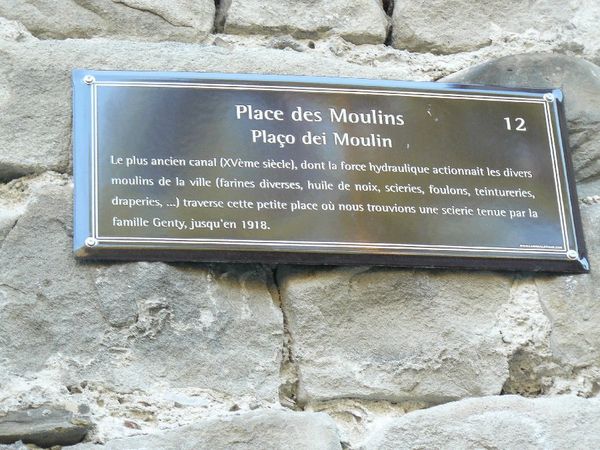 Place des Moulins
12
Plaço dei Moulin
Le plus ancien canal (XVème siècle), dont la force hydraulique actionnait les divers
moulins de la ville (farines diverses, huile de noix, scieries, foulons, teintureries,
draperies, ...) traverse cette petite place où nous trouvions une scierie tenue par la
famille Genty, jusqu'en 1918.